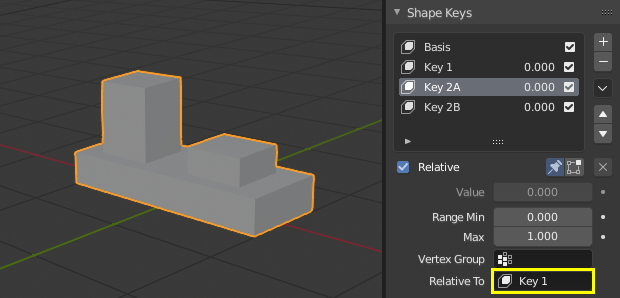 Shape Keys
Basis
Key 1 0.000
Key 2A 0.000
Key 2B 0.000
Relative
Value 0.000
Range Min 0.000
Max 1.000
Vertex Group
Relative To Key 1